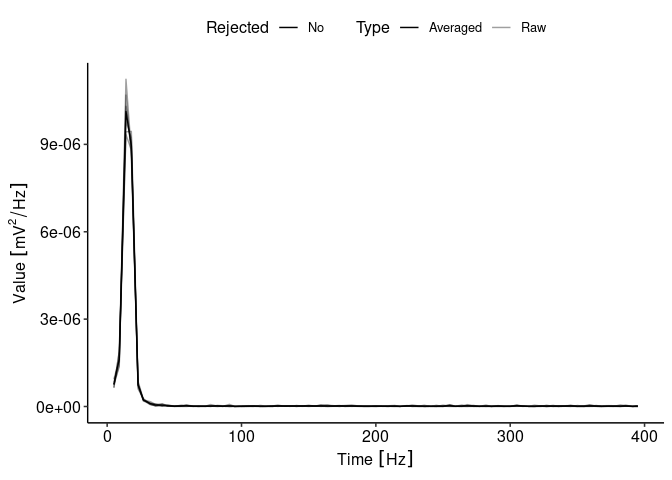 Rejected No Type Averaged Raw
9e-06
6e-06
3e-06
0e+00
Value [mV²/Hz]
0 100 200 300 400
Time [Hz]